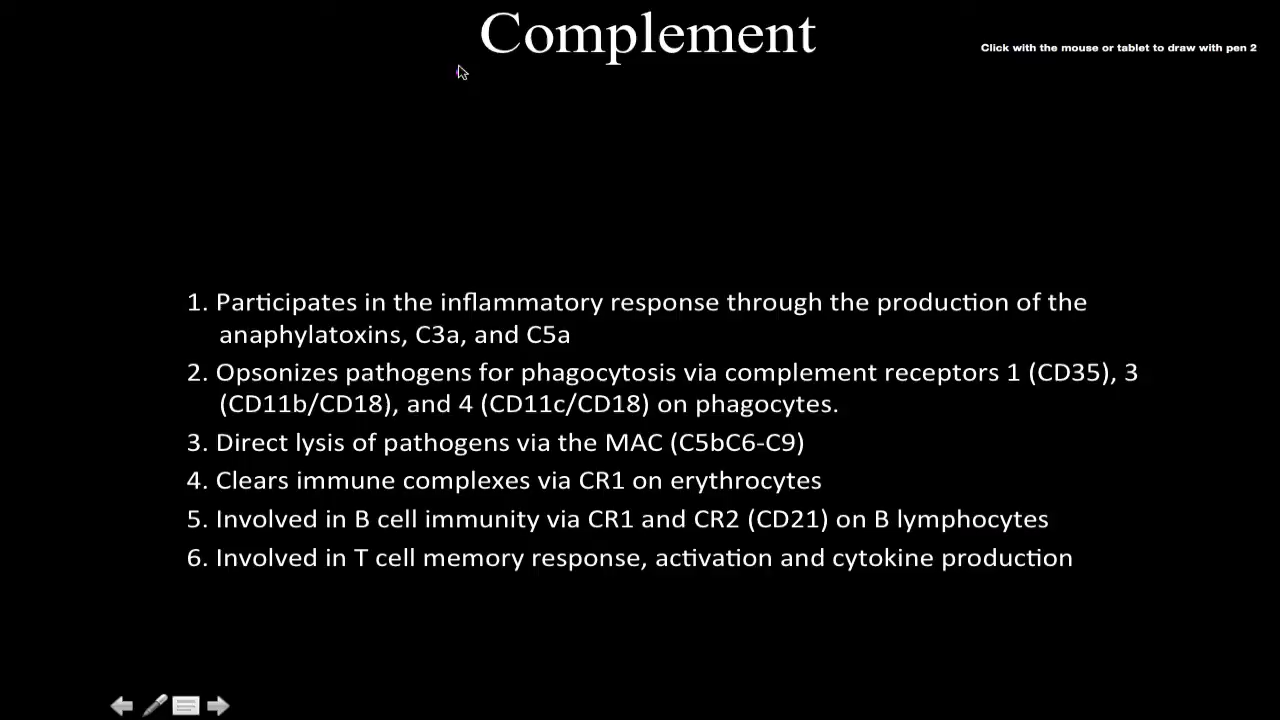 Complement
Click with the mouse or tablet to draw with pen 2
1. Participates in the inflammatory response through the production of the
anaphylatoxins, C3a, and C5a
2. Opsonizes pathogens for phagocytosis via complement receptors 1 (CD35), 3
(CD11b/CD18), and 4 (CD11c/CD18) on phagocytes.
3. Direct lysis of pathogens via the MAC (C5bC6-C9)
4. Clears immune complexes via CR1 on erythrocytes
5. Involved in B cell immunity via CR1 and CR2 (CD21) on B lymphocytes
6. Involved in T cell memory response, activation and cytokine production